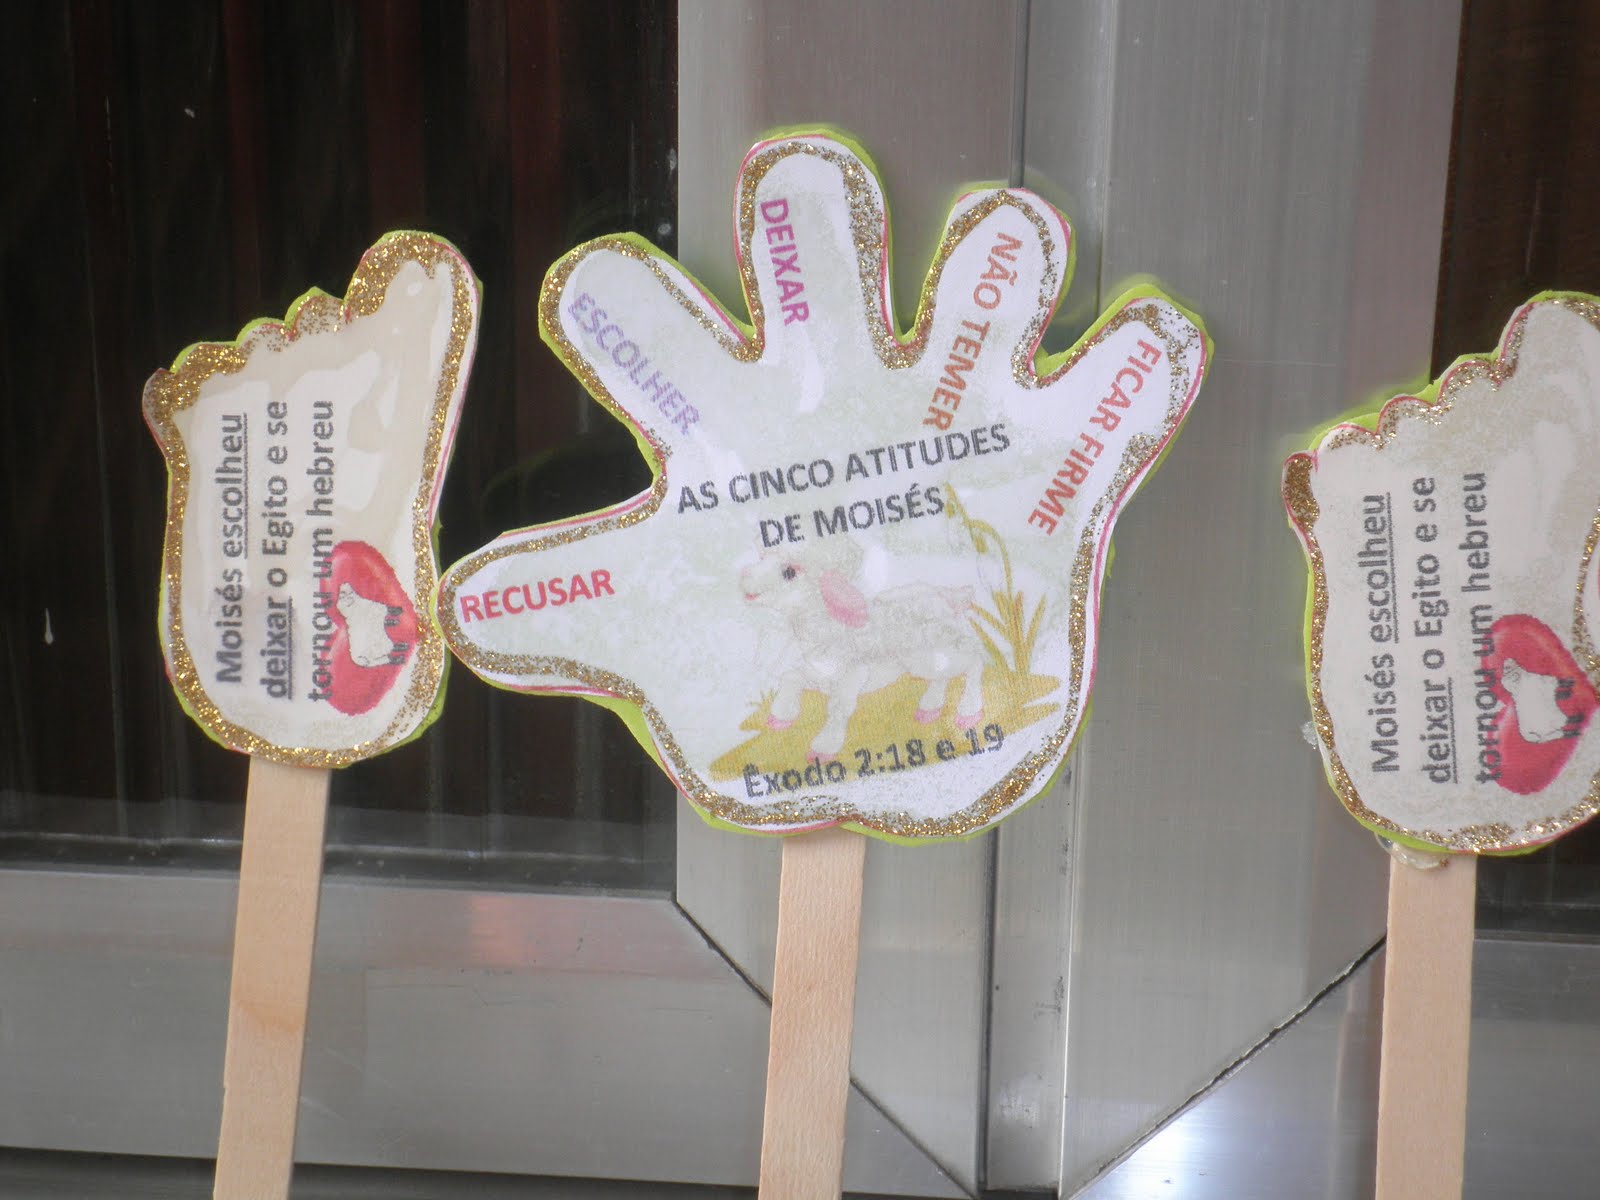 Moisés escolheu
deixar o Egito e se
tornou um hebreu
RECUSAR
ESCOLHER
DEIXAR
NÃO TEMER
FICAR FIRME
AS CINCO ATITUDES
DE MOISÉS
Êxodo 2:18 e 19
Moisés escolheu
deixar o Egito e se
tornou um hebreu